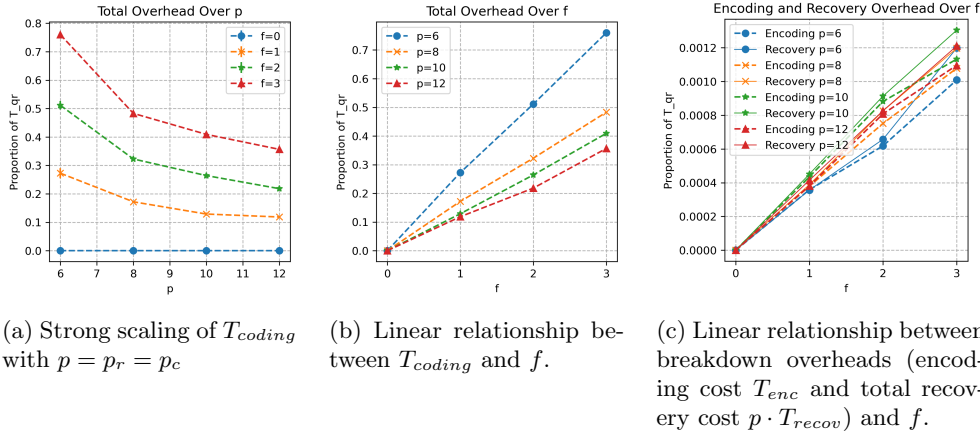 Total Overhead Over f
Total Overhead Over p
Encoding and Recovery Overhead Over f
0.8
0.7
0.6
0.5
0.4
0.3
0.2
0.1
0.0
Proportion of T_qr
f=0
f=1
f=2
f=3
6 7 8 9 10 11 12
p
0.7
0.6
0.5
0.4
0.3
0.2
0.1
0.0
Proportion of T_qr
p=6
p=8
p=10
p=12
0 1 2 3
f
0.0012
0.0010
0.0008
0.0006
0.0004
0.0002
0.0000
Proportion of T_qr
Encoding p=6
Recovery p=6
Encoding p=8
Recovery p=8
Encoding p=10
Recovery p=10
Encoding p=12
Recovery p=12
0 1 2 3
f
(a) Strong scaling of T_coding
with p = p_r = p_c
(b) Linear relationship be-
tween T_coding and f.
(c) Linear relationship between
breakdown overheads (encod-
ing cost T_enc and total recov-
ery cost p · T_recov) and f.